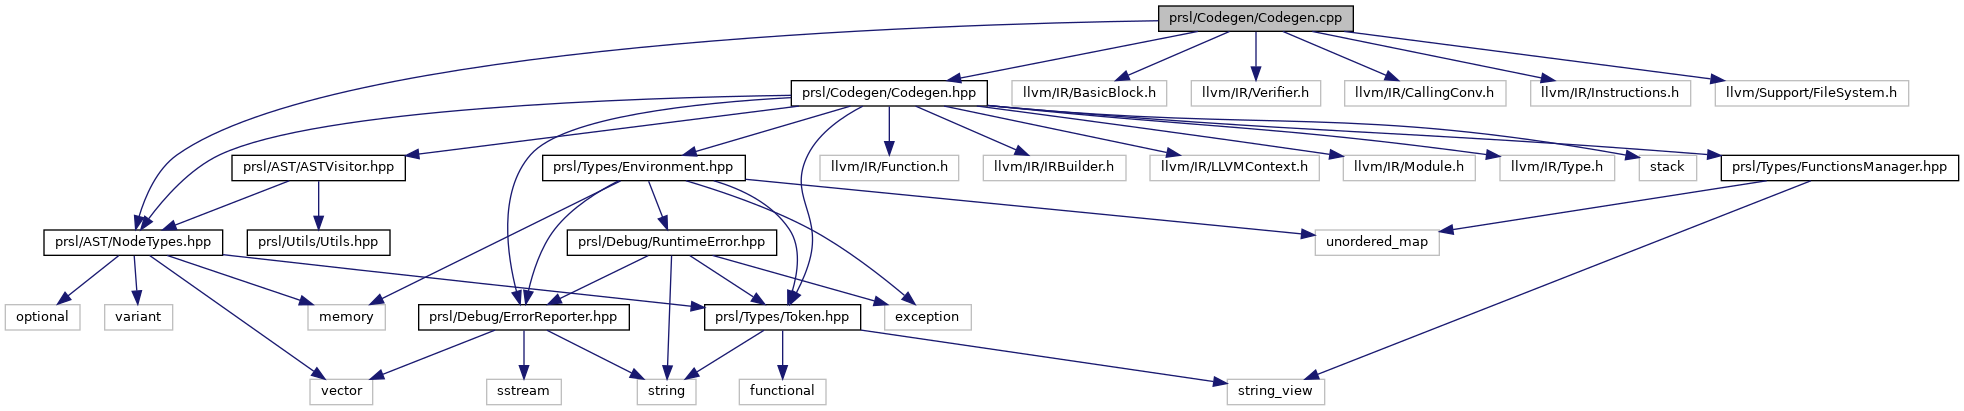 prsl/Codegen/Codegen.cpp
prsl/Codegen/Codegen.hpp
llvm/IR/BasicBlock.h
llvm/IR/Verifier.h
llvm/IR/CallingConv.h
llvm/IR/Instructions.h
llvm/Support/FileSystem.h
prsl/AST/ASTVisitor.hpp
prsl/Types/Environment.hpp
llvm/IR/Function.h
llvm/IR/IRBuilder.h
llvm/IR/LLVMContext.h
llvm/IR/Module.h
llvm/IR/Type.h
stack
prsl/Types/FunctionsManager.hpp
prsl/AST/NodeTypes.hpp
prsl/Utils/Utils.hpp
prsl/Debug/RuntimeError.hpp
unordered_map
optional
variant
memory
prsl/Debug/ErrorReporter.hpp
prsl/Types/Token.hpp
exception
vector
sstream
string
functional
string_view